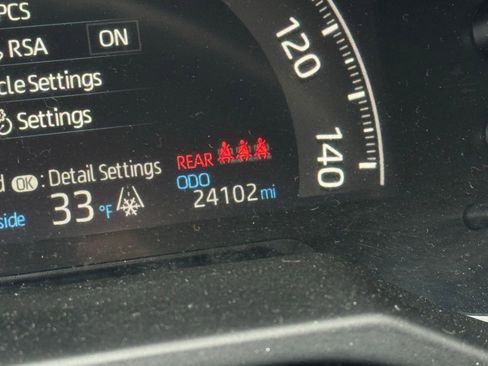 PCS
RSA ON
cle Settings
Settings
OK : Detail Settings
REAR
ODO
side 33 °F 24102 mi
120
140